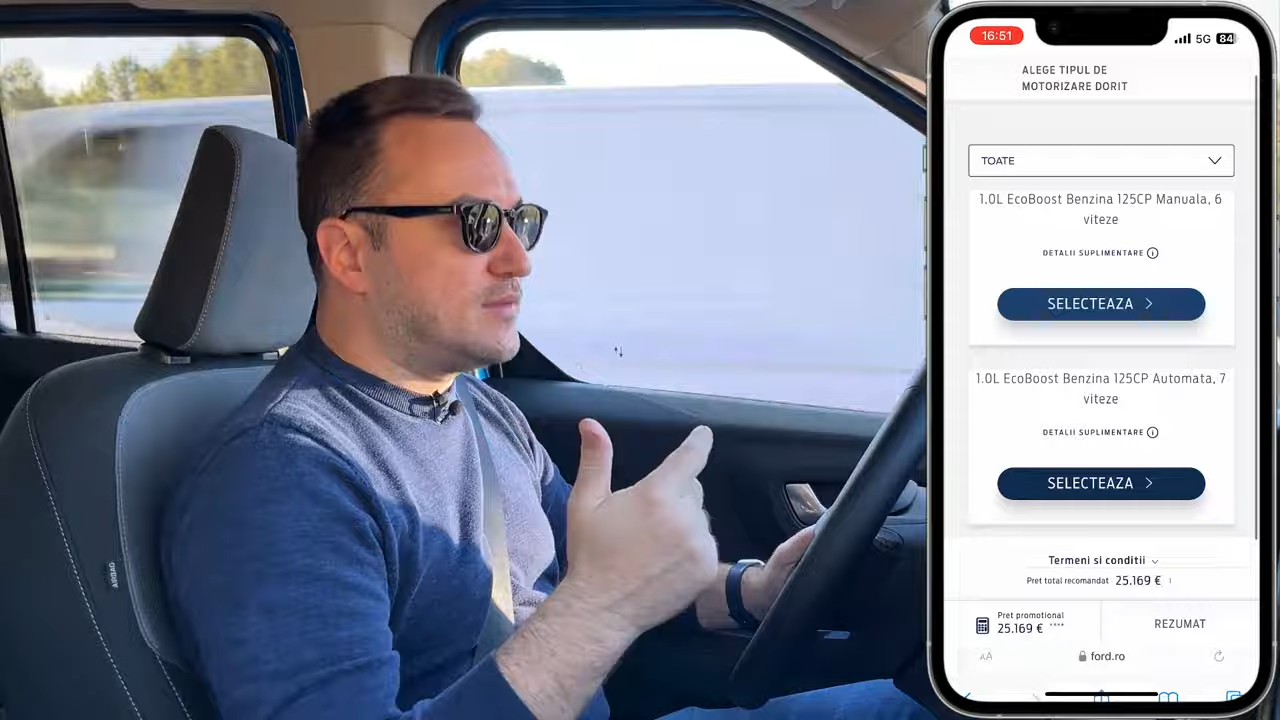 AIRBAG
16:51
5G
84
ALEGE TIPUL DE
MOTORIZARE DORIT
TOATE
1.0L EcoBoost Benzina 125CP Manuala, 6
viteze
DETALII SUPLIMENTARE
SELECTEAZA
1.0L EcoBoost Benzina 125CP Automata, 7
viteze
DETALII SUPLIMENTARE
SELECTEAZA
Termeni si conditii
Pret total recomandat 25.169 €
Pret promotional
25.169 € ****
REZUMAT
AA
ford.ro